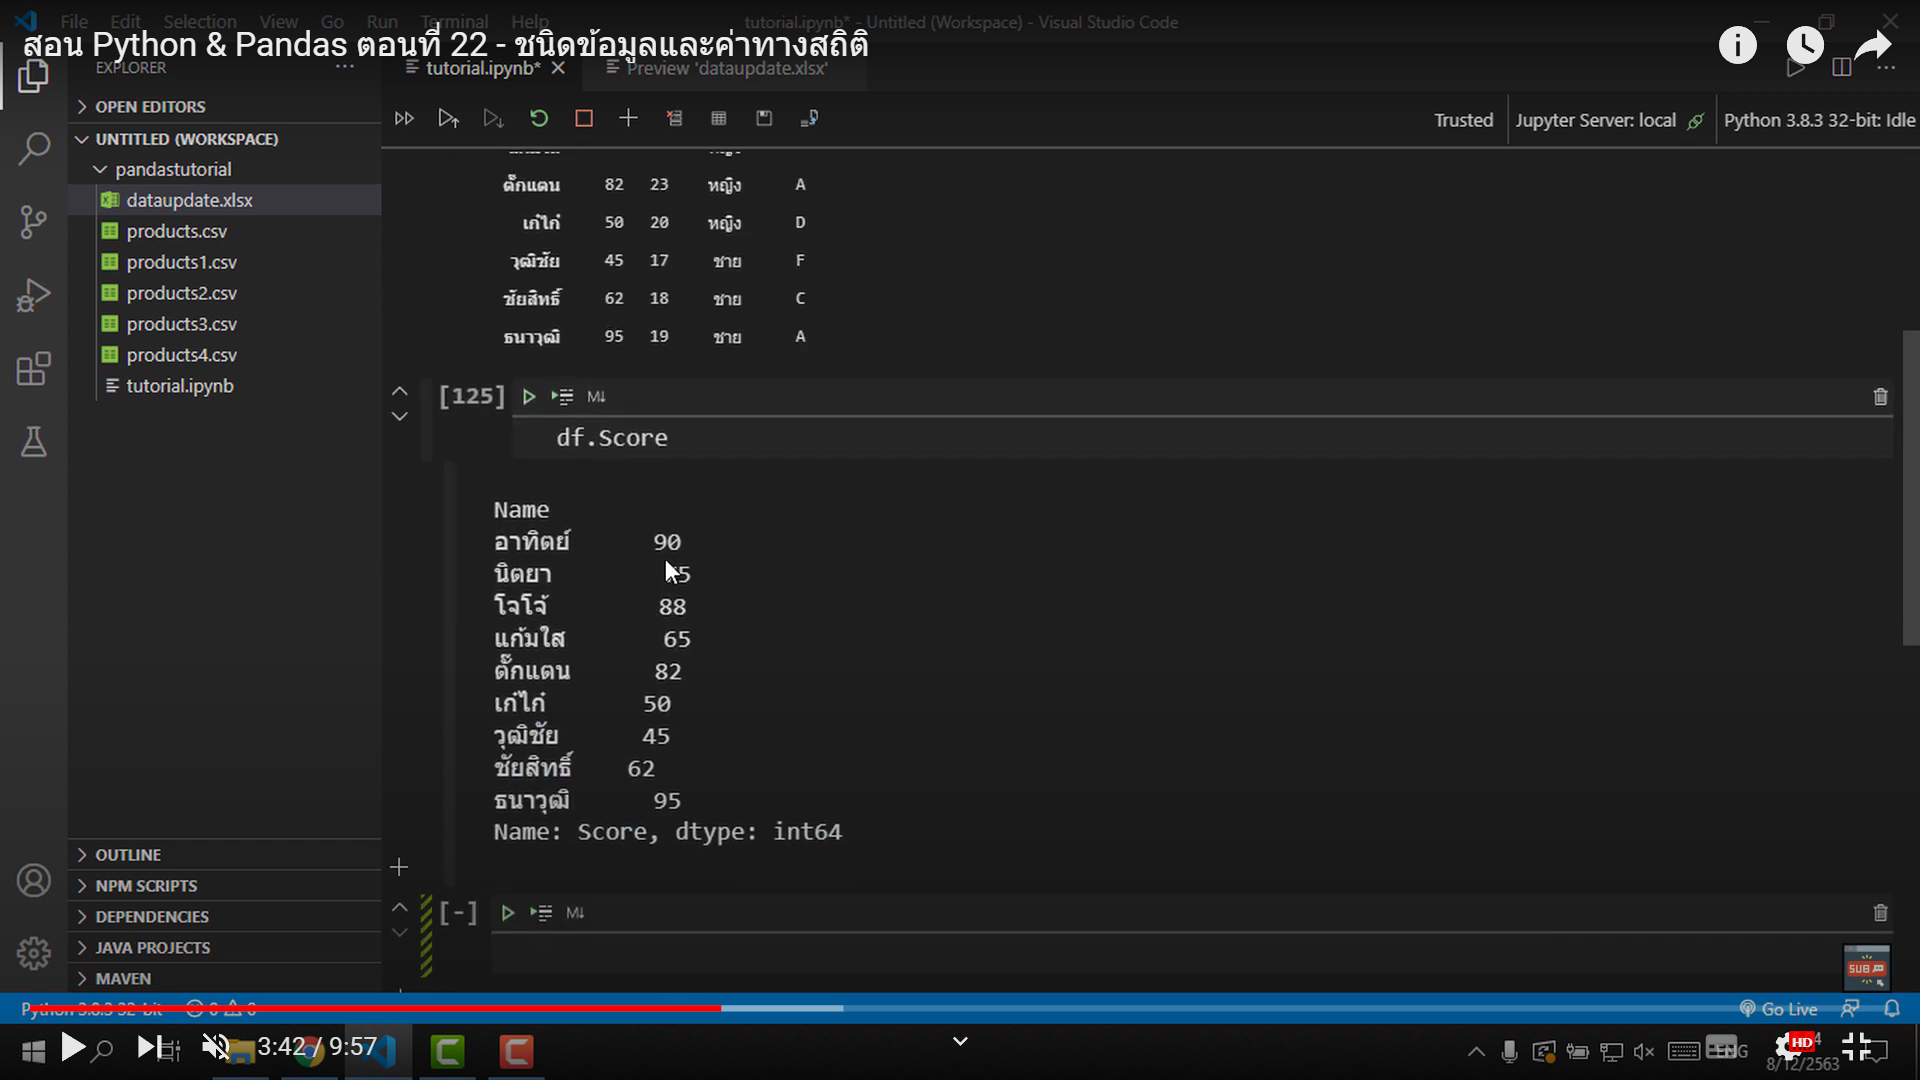 File Edit Selection View Go Run Terminal Help
tutorial.ipynb* - Untitled (Workspace) - Visual Studio Code
สอน Python & Pandas ตอนที่ 22 - ชนิดข้อมูลและค่าทางสถิติ
EXPLORER
tutorial.ipynb*
Preview 'dataupdate.xlsx'
OPEN EDITORS
UNTITLED (WORKSPACE)
pandastutorial
dataupdate.xlsx
products.csv
products1.csv
products2.csv
products3.csv
products4.csv
tutorial.ipynb
Trusted
Jupyter Server: local
Python 3.8.3 32-bit: Idle
ตั๊กแตน 82 23 หญิง A
เก๋ไก๋ 50 20 หญิง D
วุฒิชัย 45 17 ชาย F
ชัยสิทธิ์ 62 18 ชาย C
ธนาวุฒิ 95 19 ชาย A
[125] M↓
df.Score
Name
อาทิตย์ 90
นิตยา 5
โจโจ้ 88
แก้มใส 65
ตั๊กแตน 82
เก๋ไก๋ 50
วุฒิชัย 45
ชัยสิทธิ์ 62
ธนาวุฒิ 95
Name: Score, dtype: int64
[-] M↓
OUTLINE
NPM SCRIPTS
DEPENDENCIES
JAVA PROJECTS
MAVEN
SUB
Python 3.8.3 32-bit 0 0
Go Live
3:42 / 9:57
ENG
HD
8/12/2563